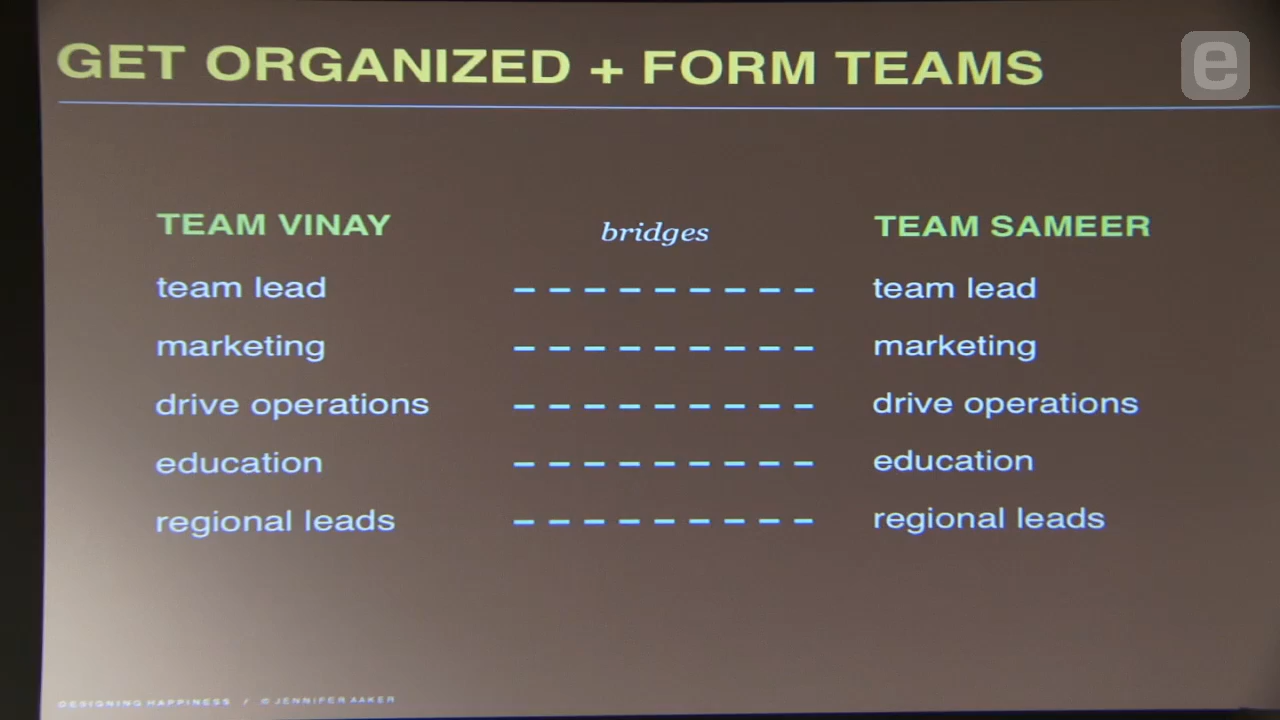 GET ORGANIZED + FORM TEAMS
e
TEAM VINAY bridges TEAM SAMEER
team lead – – – – – – – – – team lead
marketing – – – – – – – – – marketing
drive operations – – – – – – – – – drive operations
education – – – – – – – – – education
regional leads – – – – – – – – – regional leads
DESIGNING HAPPINESS / © JENNIFER AAKER